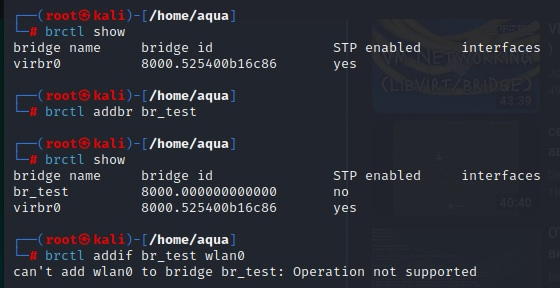 ┌──(root㉿kali)-[/home/aqua]
└─# brctl show
bridge name bridge id STP enabled interfaces
virbr0 8000.525400b16c86 yes
┌──(root㉿kali)-[/home/aqua]
└─# brctl addbr br_test
┌──(root㉿kali)-[/home/aqua]
└─# brctl show
bridge name bridge id STP enabled interfaces
br_test 8000.000000000000 no
virbr0 8000.525400b16c86 yes
┌──(root㉿kali)-[/home/aqua]
└─# brctl addif br_test wlan0
can't add wlan0 to bridge br_test: Operation not supported
VM NETWORKING
(LIBVIRT/BRIDGE)
43:39
40:40